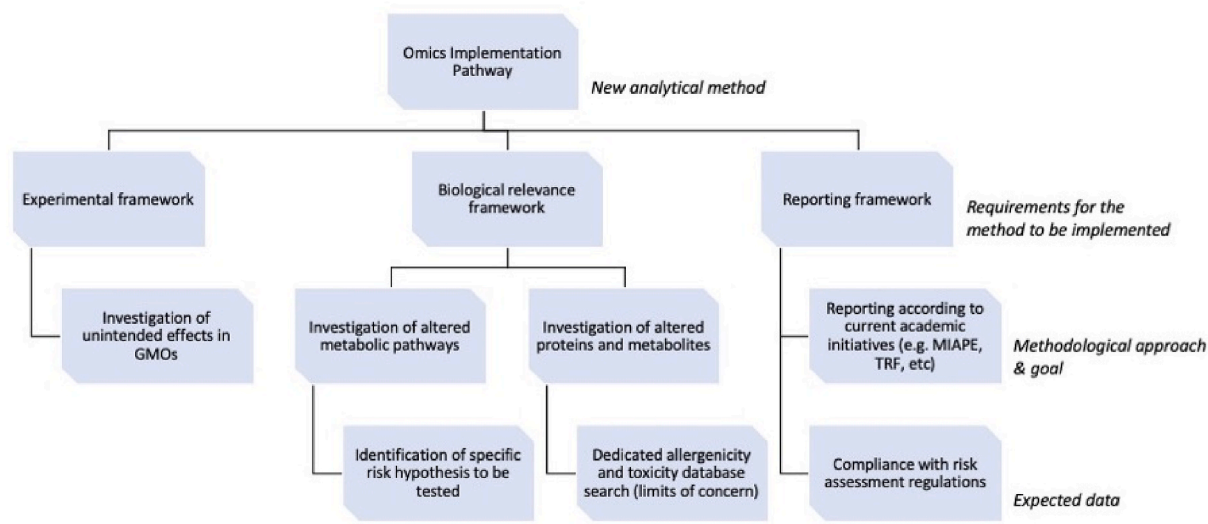 Omics Implementation
Pathway
New analytical method
Experimental framework
Biological relevance
framework
Reporting framework
Requirements for the
method to be implemented
Investigation of
unintended effects in
GMOs
Investigation of altered
metabolic pathways
Investigation of altered
proteins and metabolites
Reporting according to
current academic
initiatives (e.g. MIAPE,
TRF, etc)
Methodological approach
& goal
Identification of specific
risk hypothesis to be
tested
Dedicated allergenicity
and toxicity database
search (limits of concern)
Compliance with risk
assessment regulations
Expected data